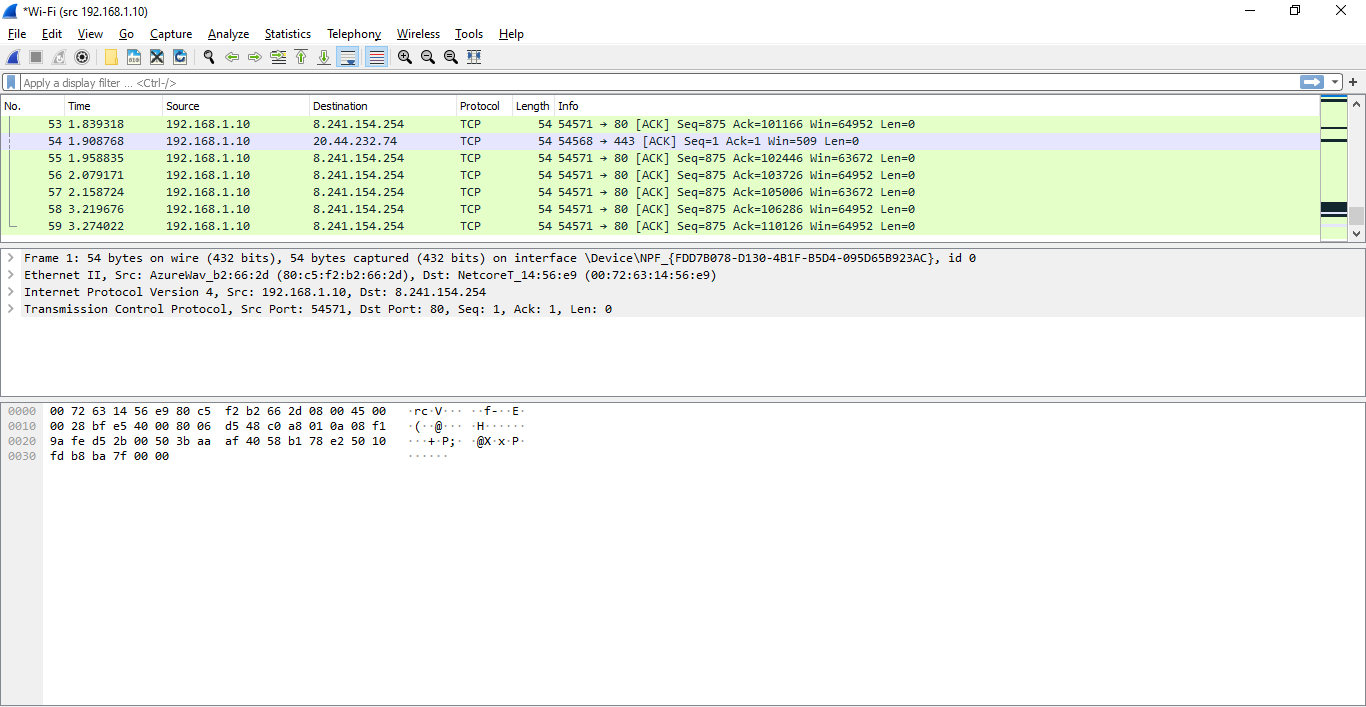 *Wi-Fi (src 192.168.1.10)
File Edit View Go Capture Analyze Statistics Telephony Wireless Tools Help
Apply a display filter ... <Ctrl-/>
No. Time Source Destination Protocol Length Info
53 1.839318 192.168.1.10 8.241.154.254 TCP 54 54571 → 80 [ACK] Seq=875 Ack=101166 Win=64952 Len=0
54 1.908768 192.168.1.10 20.44.232.74 TCP 54 54568 → 443 [ACK] Seq=1 Ack=1 Win=509 Len=0
55 1.958835 192.168.1.10 8.241.154.254 TCP 54 54571 → 80 [ACK] Seq=875 Ack=102446 Win=63672 Len=0
56 2.079171 192.168.1.10 8.241.154.254 TCP 54 54571 → 80 [ACK] Seq=875 Ack=103726 Win=64952 Len=0
57 2.158724 192.168.1.10 8.241.154.254 TCP 54 54571 → 80 [ACK] Seq=875 Ack=105006 Win=63672 Len=0
58 3.219676 192.168.1.10 8.241.154.254 TCP 54 54571 → 80 [ACK] Seq=875 Ack=106286 Win=64952 Len=0
59 3.274022 192.168.1.10 8.241.154.254 TCP 54 54571 → 80 [ACK] Seq=875 Ack=110126 Win=64952 Len=0
Frame 1: 54 bytes on wire (432 bits), 54 bytes captured (432 bits) on interface \Device\NPF_{FDD7B078-D130-4B1F-B5D4-095D65B923AC}, id 0
Ethernet II, Src: AzureWav_b2:66:2d (80:c5:f2:b2:66:2d), Dst: NetcoreT_14:56:e9 (00:72:63:14:56:e9)
Internet Protocol Version 4, Src: 192.168.1.10, Dst: 8.241.154.254
Transmission Control Protocol, Src Port: 54571, Dst Port: 80, Seq: 1, Ack: 1, Len: 0
0000 00 72 63 14 56 e9 80 c5 f2 b2 66 2d 08 00 45 00 ·rc·V··· ··f-··E·
0010 00 28 bf e5 40 00 80 06 d5 48 c0 a8 01 0a 08 f1 ·(··@··· ·H······
0020 9a fe d5 2b 00 50 3b aa af 40 58 b1 78 e2 50 10 ···+·P;· ·@X·x·P·
0030 fd b8 ba 7f 00 00 ······